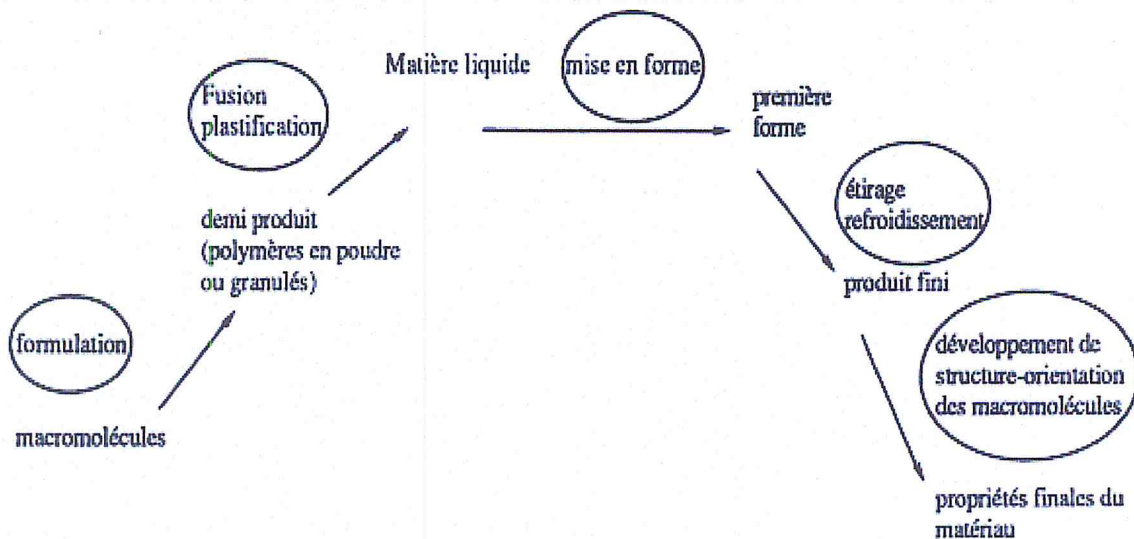 Matière liquide
mise en forme
Fusion
plastification
première
forme
étirage
refroidissement
demi produit
(polymères en poudre
ou granulés)
produit fini
formulation
développement de
structure-orientation
des macromolécules
macromolécules
propriétés finales du
matériau